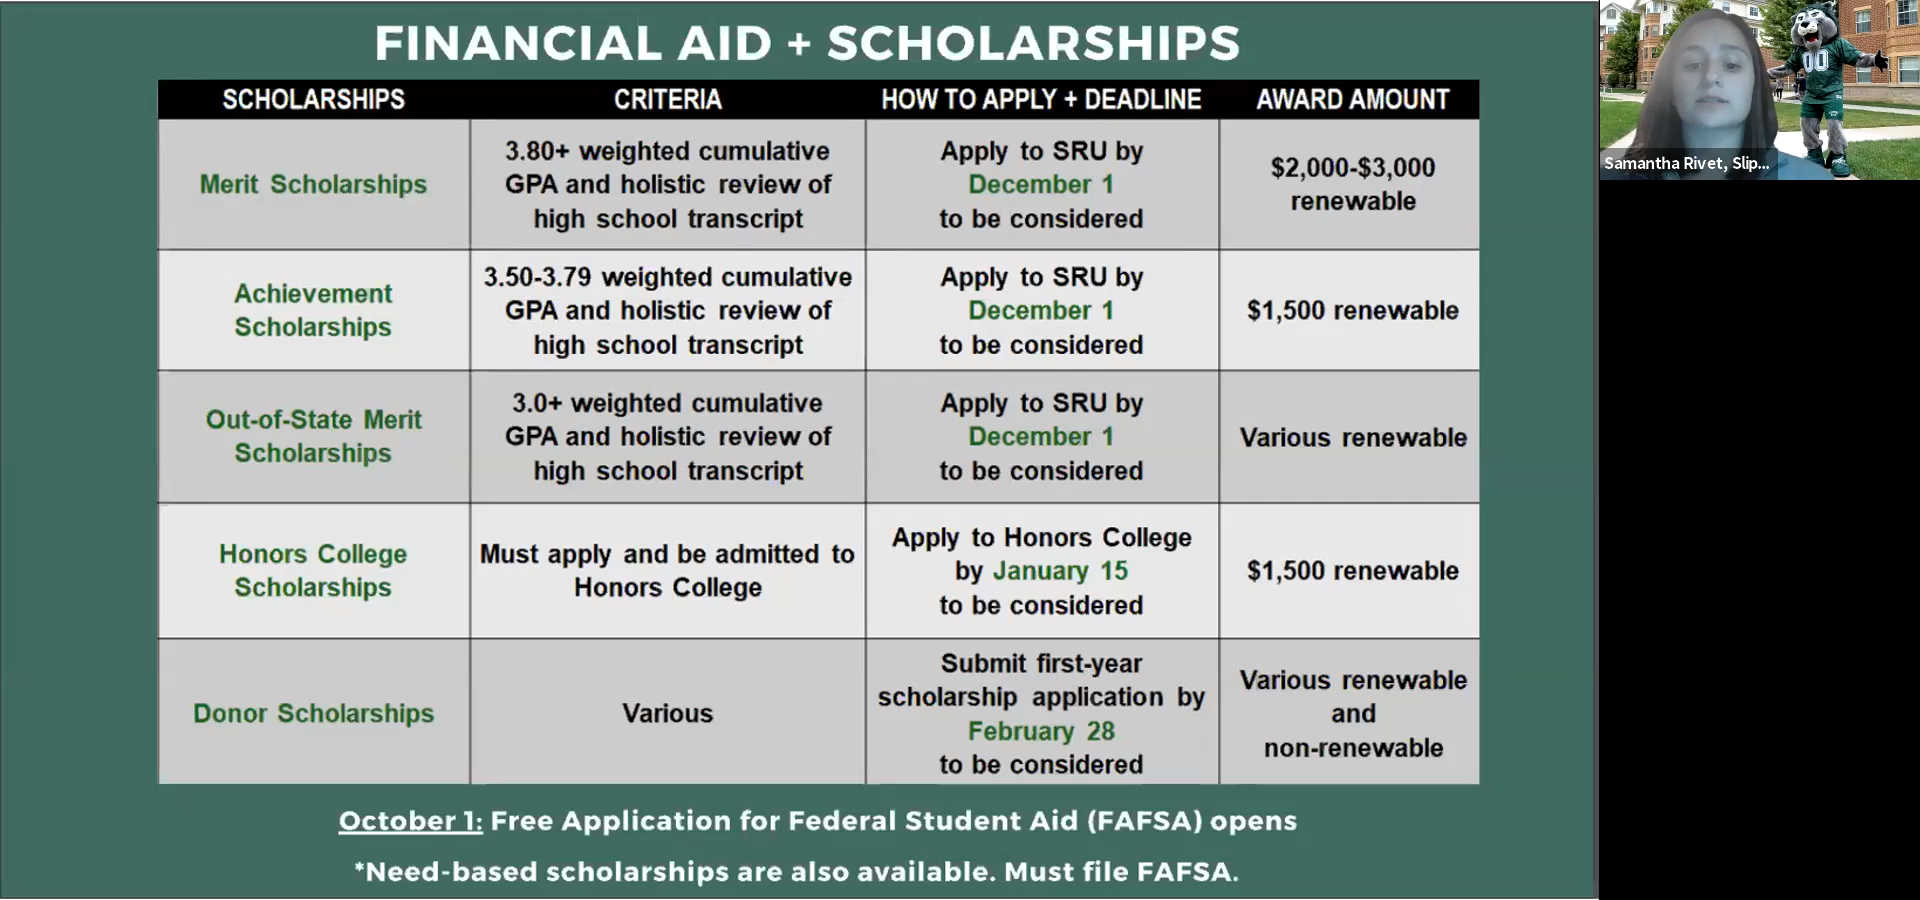 FINANCIAL AID + SCHOLARSHIPS
SCHOLARSHIPS CRITERIA HOW TO APPLY + DEADLINE AWARD AMOUNT
Merit Scholarships
3.80+ weighted cumulative
GPA and holistic review of
high school transcript
Apply to SRU by
December 1
to be considered
$2,000-$3,000
renewable
Achievement
Scholarships
3.50-3.79 weighted cumulative
GPA and holistic review of
high school transcript
Apply to SRU by
December 1
to be considered
$1,500 renewable
Out-of-State Merit
Scholarships
3.0+ weighted cumulative
GPA and holistic review of
high school transcript
Apply to SRU by
December 1
to be considered
Various renewable
Honors College
Scholarships
Must apply and be admitted to
Honors College
Apply to Honors College
by January 15
to be considered
$1,500 renewable
Donor Scholarships
Various
Submit first-year
scholarship application by
February 28
to be considered
Various renewable
and
non-renewable
October 1: Free Application for Federal Student Aid (FAFSA) opens
*Need-based scholarships are also available. Must file FAFSA.
00
Samantha Rivet, Slip...